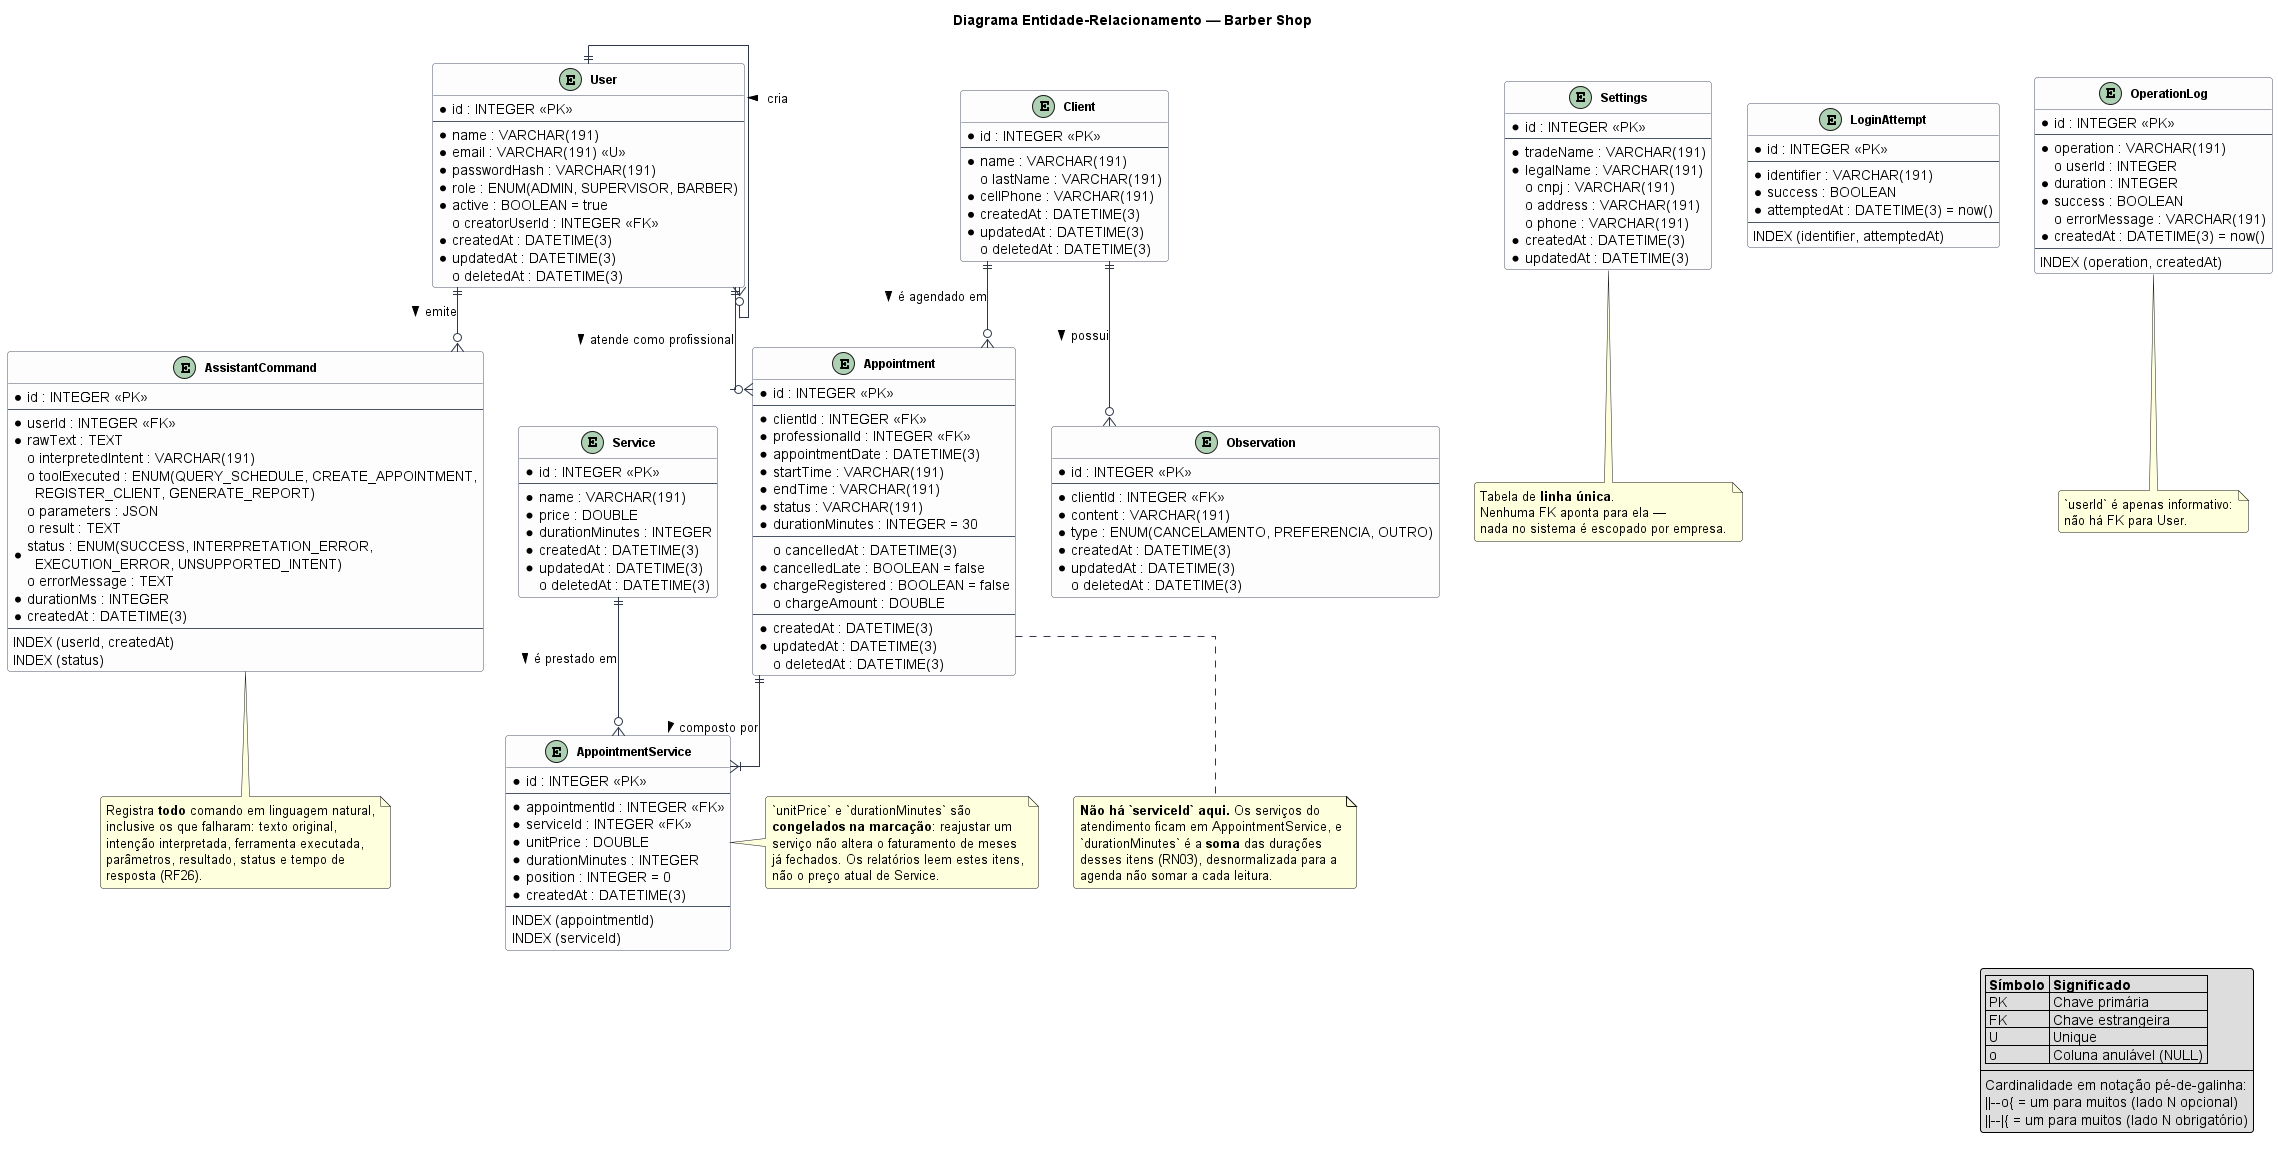 Diagrama Entidade-Relacionamento — Barber Shop
E User
id : INTEGER «PK»
name : VARCHAR(191)
email : VARCHAR(191) «U»
passwordHash : VARCHAR(191)
role : ENUM(ADMIN, SUPERVISOR, BARBER)
active : BOOLEAN = true
o creatorUserId : INTEGER «FK»
createdAt : DATETIME(3)
updatedAt : DATETIME(3)
o deletedAt : DATETIME(3)
cria
E Client
id : INTEGER «PK»
name : VARCHAR(191)
o lastName : VARCHAR(191)
cellPhone : VARCHAR(191)
createdAt : DATETIME(3)
updatedAt : DATETIME(3)
o deletedAt : DATETIME(3)
E Settings
id : INTEGER «PK»
tradeName : VARCHAR(191)
legalName : VARCHAR(191)
o cnpj : VARCHAR(191)
o address : VARCHAR(191)
o phone : VARCHAR(191)
createdAt : DATETIME(3)
updatedAt : DATETIME(3)
E LoginAttempt
id : INTEGER «PK»
identifier : VARCHAR(191)
success : BOOLEAN
attemptedAt : DATETIME(3) = now()
INDEX (identifier, attemptedAt)
E OperationLog
id : INTEGER «PK»
operation : VARCHAR(191)
o userId : INTEGER
duration : INTEGER
success : BOOLEAN
o errorMessage : VARCHAR(191)
createdAt : DATETIME(3) = now()
INDEX (operation, createdAt)
emite
atende como profissional
é agendado em
possui
E AssistantCommand
id : INTEGER «PK»
userId : INTEGER «FK»
rawText : TEXT
o interpretedIntent : VARCHAR(191)
o toolExecuted : ENUM(QUERY_SCHEDULE, CREATE_APPOINTMENT,
REGISTER_CLIENT, GENERATE_REPORT)
o parameters : JSON
o result : TEXT
status : ENUM(SUCCESS, INTERPRETATION_ERROR,
EXECUTION_ERROR, UNSUPPORTED_INTENT)
o errorMessage : TEXT
durationMs : INTEGER
createdAt : DATETIME(3)
INDEX (userId, createdAt)
INDEX (status)
E Service
id : INTEGER «PK»
name : VARCHAR(191)
price : DOUBLE
durationMinutes : INTEGER
createdAt : DATETIME(3)
updatedAt : DATETIME(3)
o deletedAt : DATETIME(3)
E Appointment
id : INTEGER «PK»
clientId : INTEGER «FK»
professionalId : INTEGER «FK»
appointmentDate : DATETIME(3)
startTime : VARCHAR(191)
endTime : VARCHAR(191)
status : VARCHAR(191)
durationMinutes : INTEGER = 30
o cancelledAt : DATETIME(3)
cancelledLate : BOOLEAN = false
chargeRegistered : BOOLEAN = false
o chargeAmount : DOUBLE
createdAt : DATETIME(3)
updatedAt : DATETIME(3)
o deletedAt : DATETIME(3)
E Observation
id : INTEGER «PK»
clientId : INTEGER «FK»
content : VARCHAR(191)
type : ENUM(CANCELAMENTO, PREFERENCIA, OUTRO)
createdAt : DATETIME(3)
updatedAt : DATETIME(3)
o deletedAt : DATETIME(3)
Tabela de linha única.
Nenhuma FK aponta para ela —
nada no sistema é escopado por empresa.
`userId` é apenas informativo:
não há FK para User.
é prestado em
composto por
E AppointmentService
id : INTEGER «PK»
appointmentId : INTEGER «FK»
serviceId : INTEGER «FK»
unitPrice : DOUBLE
durationMinutes : INTEGER
position : INTEGER = 0
createdAt : DATETIME(3)
INDEX (appointmentId)
INDEX (serviceId)
Registra todo comando em linguagem natural,
inclusive os que falharam: texto original,
intenção interpretada, ferramenta executada,
parâmetros, resultado, status e tempo de
resposta (RF26).
`unitPrice` e `durationMinutes` são
congelados na marcação: reajustar um
serviço não altera o faturamento de meses
já fechados. Os relatórios leem estes itens,
não o preço atual de Service.
Não há `serviceId` aqui. Os serviços do
atendimento ficam em AppointmentService, e
`durationMinutes` é a soma das durações
desses itens (RN03), desnormalizada para a
agenda não somar a cada leitura.
Símbolo Significado
PK Chave primária
FK Chave estrangeira
U Unique
o Coluna anulável (NULL)
Cardinalidade em notação pé-de-galinha:
||--o{ = um para muitos (lado N opcional)
||--|{ = um para muitos (lado N obrigatório)